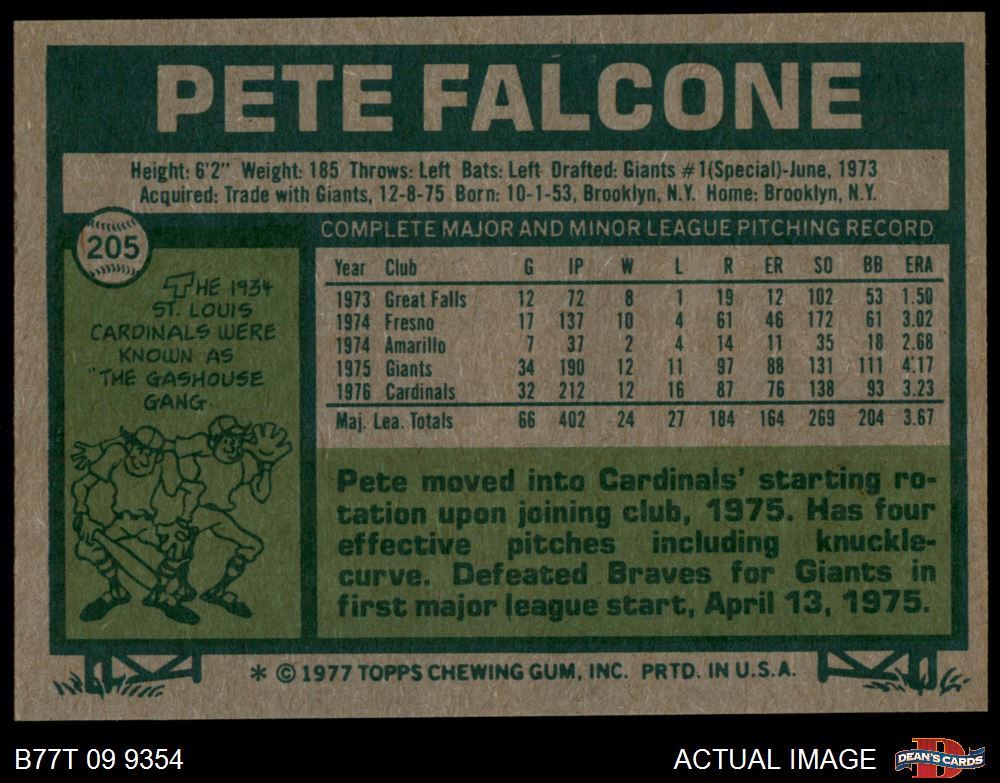 PETE FALCONE
Height: 6'2" Weight: 185 Throws: Left Bats: Left Drafted: Giants #1(Special)-June, 1973
Acquired: Trade with Giants, 12-8-75 Born: 10-1-53, Brooklyn, N.Y. Home: Brooklyn, N.Y.
205
THE 1934
ST. LOUIS
CARDINALS WERE
KNOWN AS
"THE GASHOUSE
GANG.
COMPLETE MAJOR AND MINOR LEAGUE PITCHING RECORD
Year Club G IP W L R ER SO BB ERA
1973 Great Falls 12 72 8 1 19 12 102 53 1.50
1974 Fresno 17 137 10 4 61 46 172 61 3.02
1974 Amarillo 7 37 2 4 14 11 35 18 2.68
1975 Giants 34 190 12 11 97 88 131 111 4.17
1976 Cardinals 32 212 12 16 87 76 138 93 3.23
Maj. Lea. Totals 66 402 24 27 184 164 269 204 3.67
Pete moved into Cardinals' starting ro-
tation upon joining club, 1975. Has four
effective pitches including knuckle-
curve. Defeated Braves for Giants in
first major league start, April 13, 1975.
* © 1977 TOPPS CHEWING GUM, INC. PRTD. IN U.S.A.
B77T 09 9354
ACTUAL IMAGE
D
DEAN'S CARDS